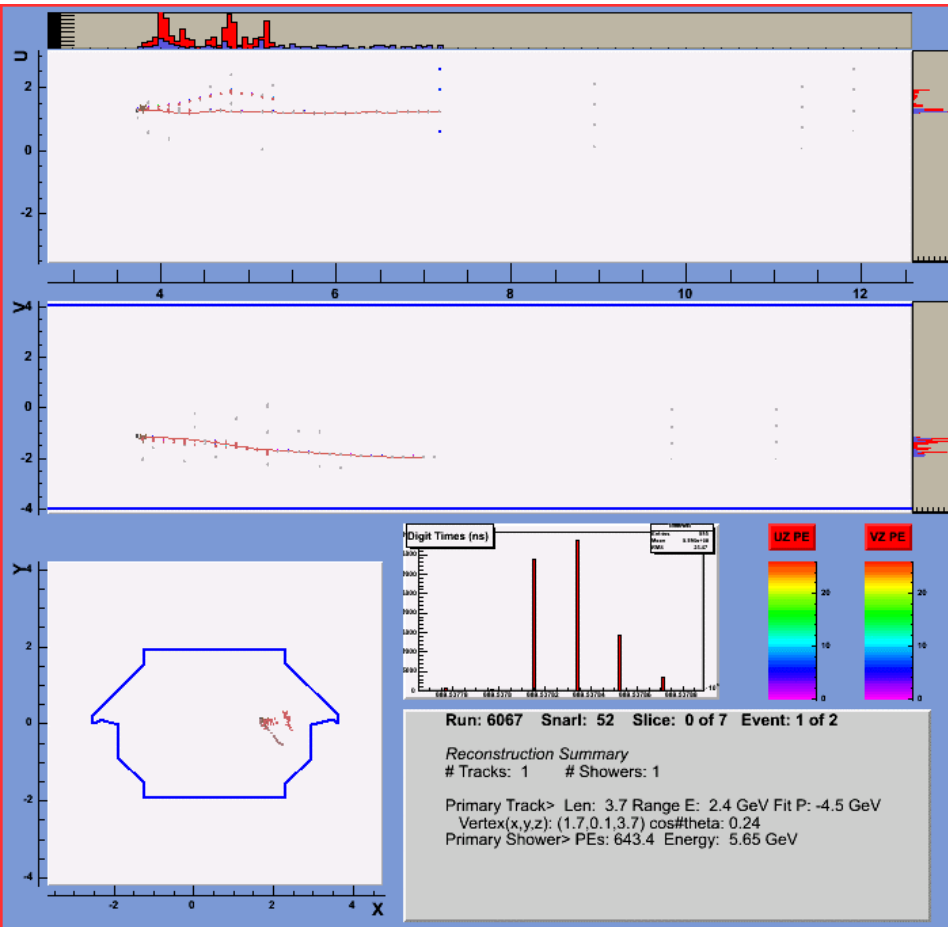 U
2
0
-2
4 6 8 10 12
V
4
2
0
-2
-4
Digit Times (ns)
UZ PE
VZ PE
20
10
0
20
10
0
Y
4
2
0
-2
-4
-2 0 2 4
X
Run: 6067 Snarl: 52 Slice: 0 of 7 Event: 1 of 2
Reconstruction Summary
# Tracks: 1 # Showers: 1
Primary Track> Len: 3.7 Range E: 2.4 GeV Fit P: -4.5 GeV
Vertex(x,y,z): (1.7,0.1,3.7) cos#theta: 0.24
Primary Shower> PEs: 643.4 Energy: 5.65 GeV